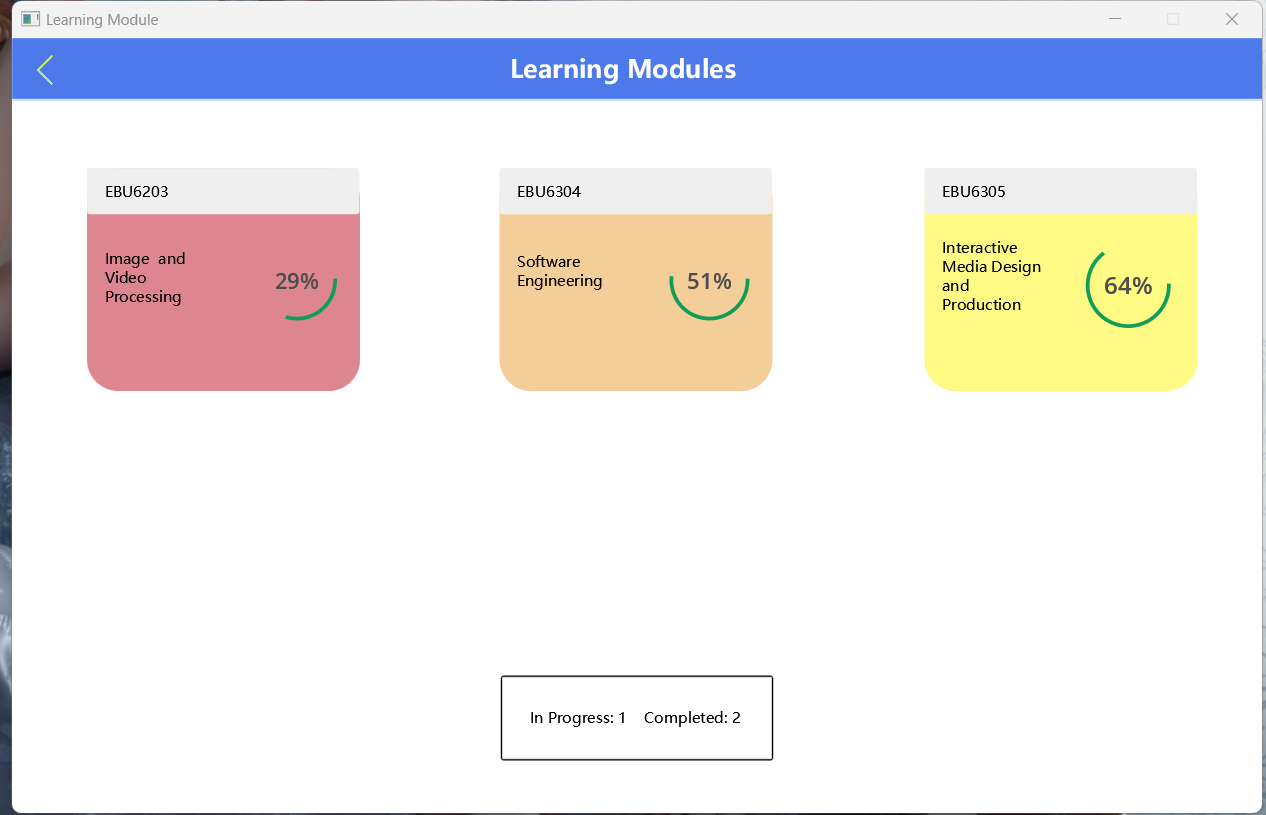 Learning Module
Learning Modules
EBU6203
Image and
Video
Processing
29%
EBU6304
Software
Engineering
51%
EBU6305
Interactive
Media Design
and
Production
64%
In Progress: 1 Completed: 2